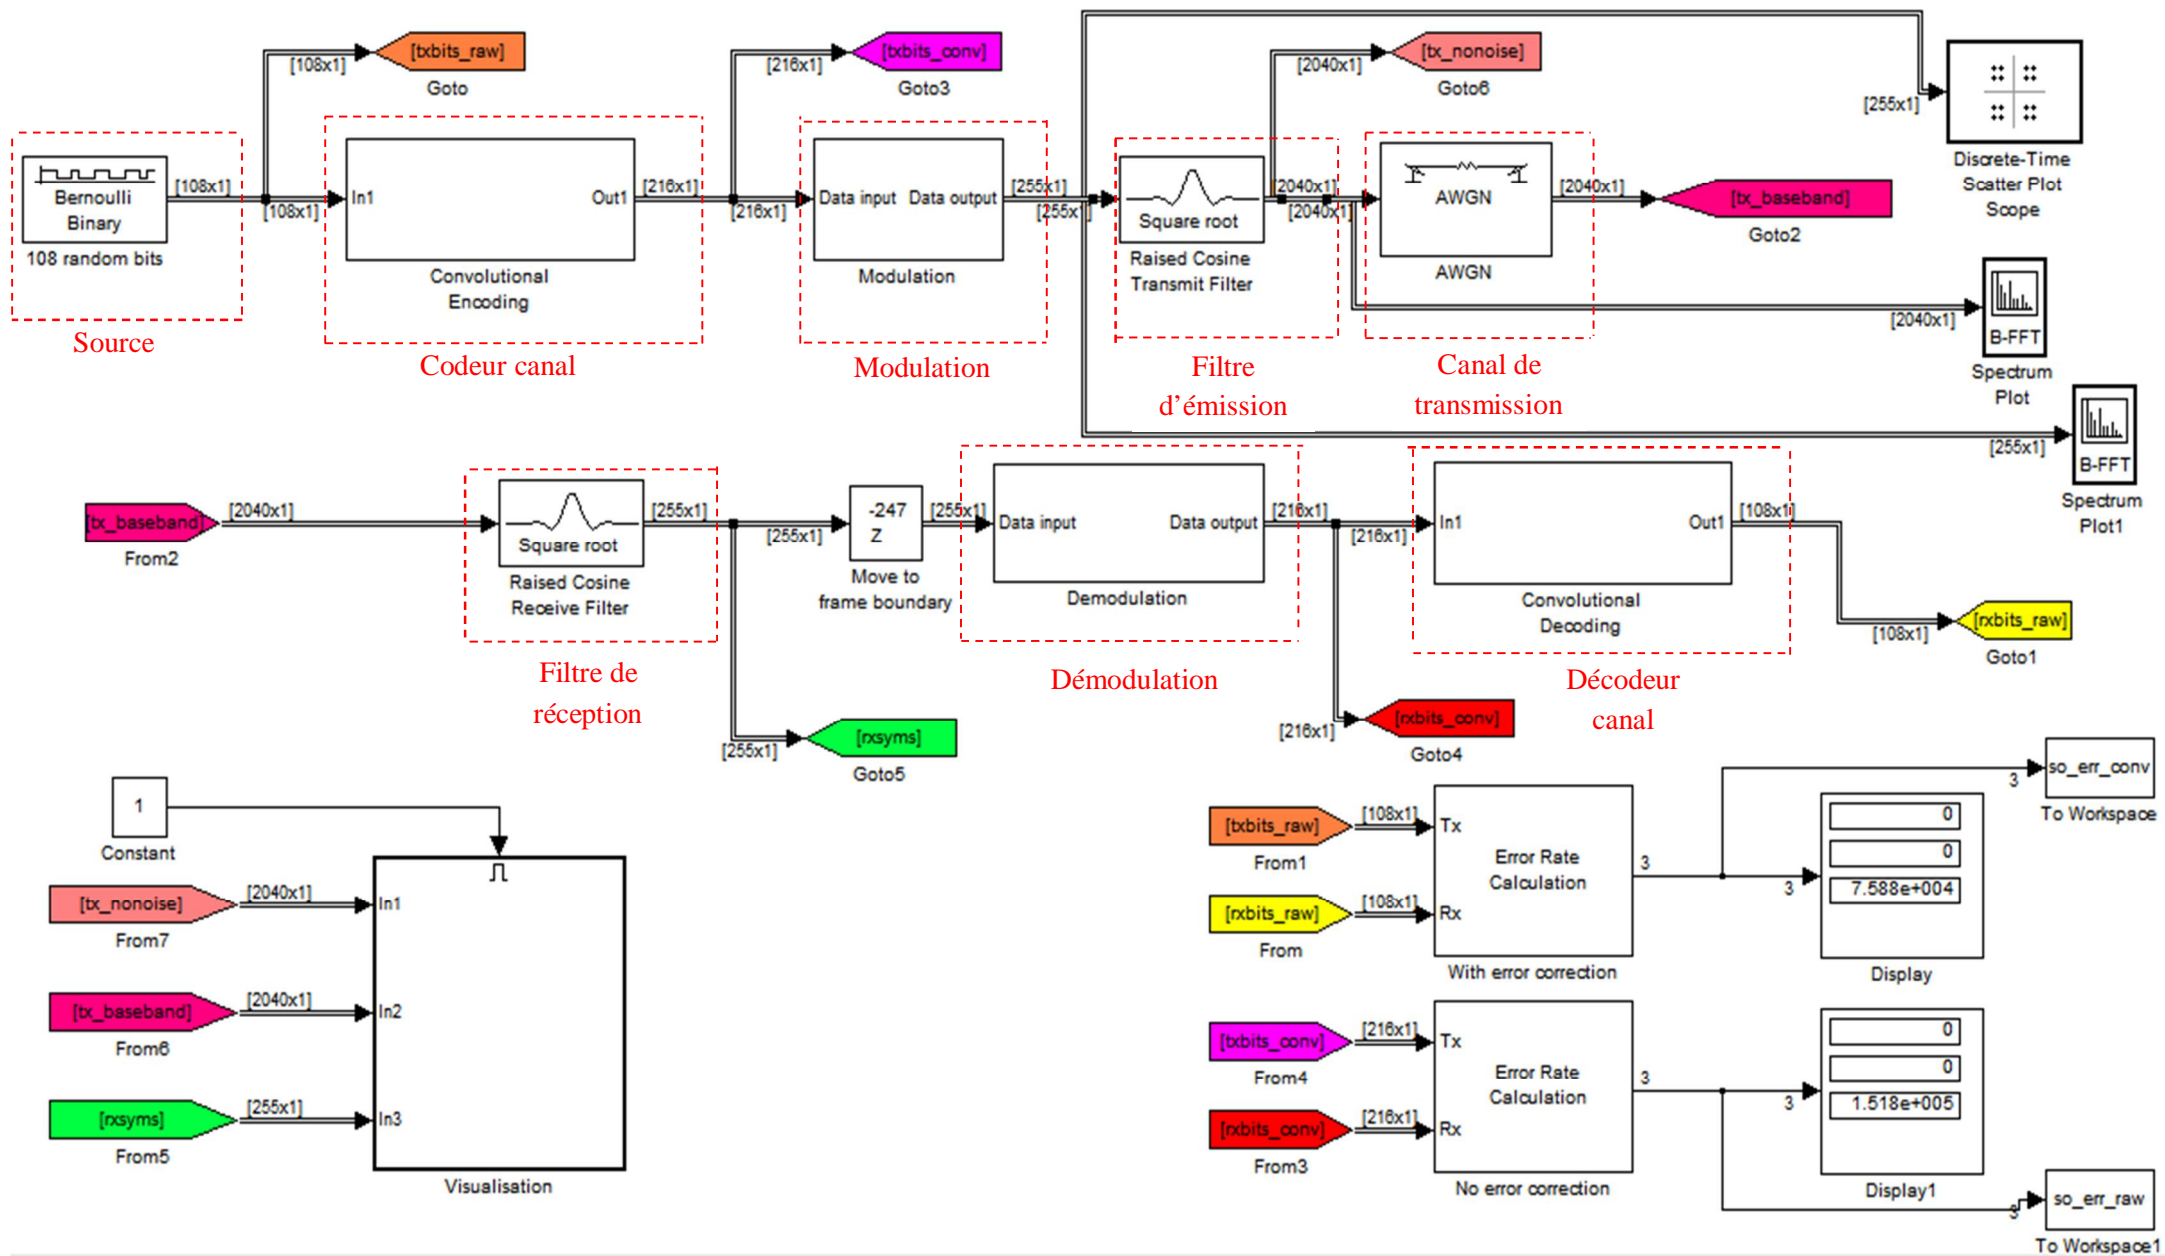 [txbits_raw]
[108x1]
Goto
[txbits_conv]
[216x1]
Goto3
[tx_nonoise]
[2040x1]
Goto6
[255x1]
Discrete-Time
Scatter Plot
Scope
Bernoulli
Binary
108 random bits
[108x1]
[108x1]
Source
In1
Out1
Convolutional
Encoding
[216x1]
[216x1]
Codeur canal
Data input
Data output
Modulation
[255x1]
[255x1]
Modulation
Square root
Raised Cosine
Transmit Filter
[2040x1]
[2040x1]
Filtre
d’émission
AWGN
AWGN
[2040x1]
Canal de
transmission
[tx_baseband]
Goto2
[2040x1]
B-FFT
Spectrum
Plot
[255x1]
B-FFT
Spectrum
Plot1
[tx_baseband]
From2
[2040x1]
Square root
Raised Cosine
Receive Filter
[255x1]
[255x1]
Filtre de
réception
-247
Z
Move to
frame boundary
[255x1]
Data input
Data output
Demodulation
[216x1]
[216x1]
Démodulation
In1
Out1
Convolutional
Decoding
[108x1]
Décodeur
canal
[108x1]
[rxbits_raw]
Goto1
[255x1]
[rxsyms]
Goto5
[216x1]
[rxbits_conv]
Goto4
1
Constant
[tx_nonoise]
From7
[2040x1]
In1
[tx_baseband]
From6
[2040x1]
In2
[rxsyms]
From5
[255x1]
In3
Visualisation
[txbits_raw]
From1
[108x1]
Tx
[rxbits_raw]
From
[108x1]
Rx
Error Rate
Calculation
With error correction
3
3
so_err_conv
To Workspace
3
0
0
7.588e+004
Display
[txbits_conv]
From4
[216x1]
Tx
[rxbits_conv]
From3
[216x1]
Rx
Error Rate
Calculation
No error correction
3
3
0
0
1.518e+005
Display1
3
so_err_raw
To Workspace1